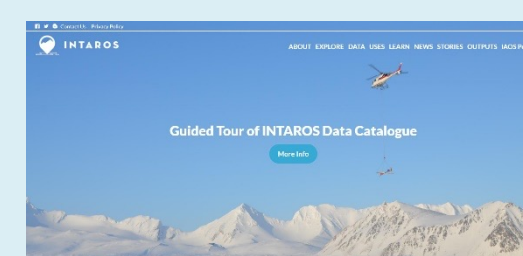 Contact Us Privacy Policy
INTAROS
ABOUT EXPLORE DATA USES LEARN NEWS STORIES OUTPUTS IAOS
Guided Tour of INTAROS Data Catalogue
More Info